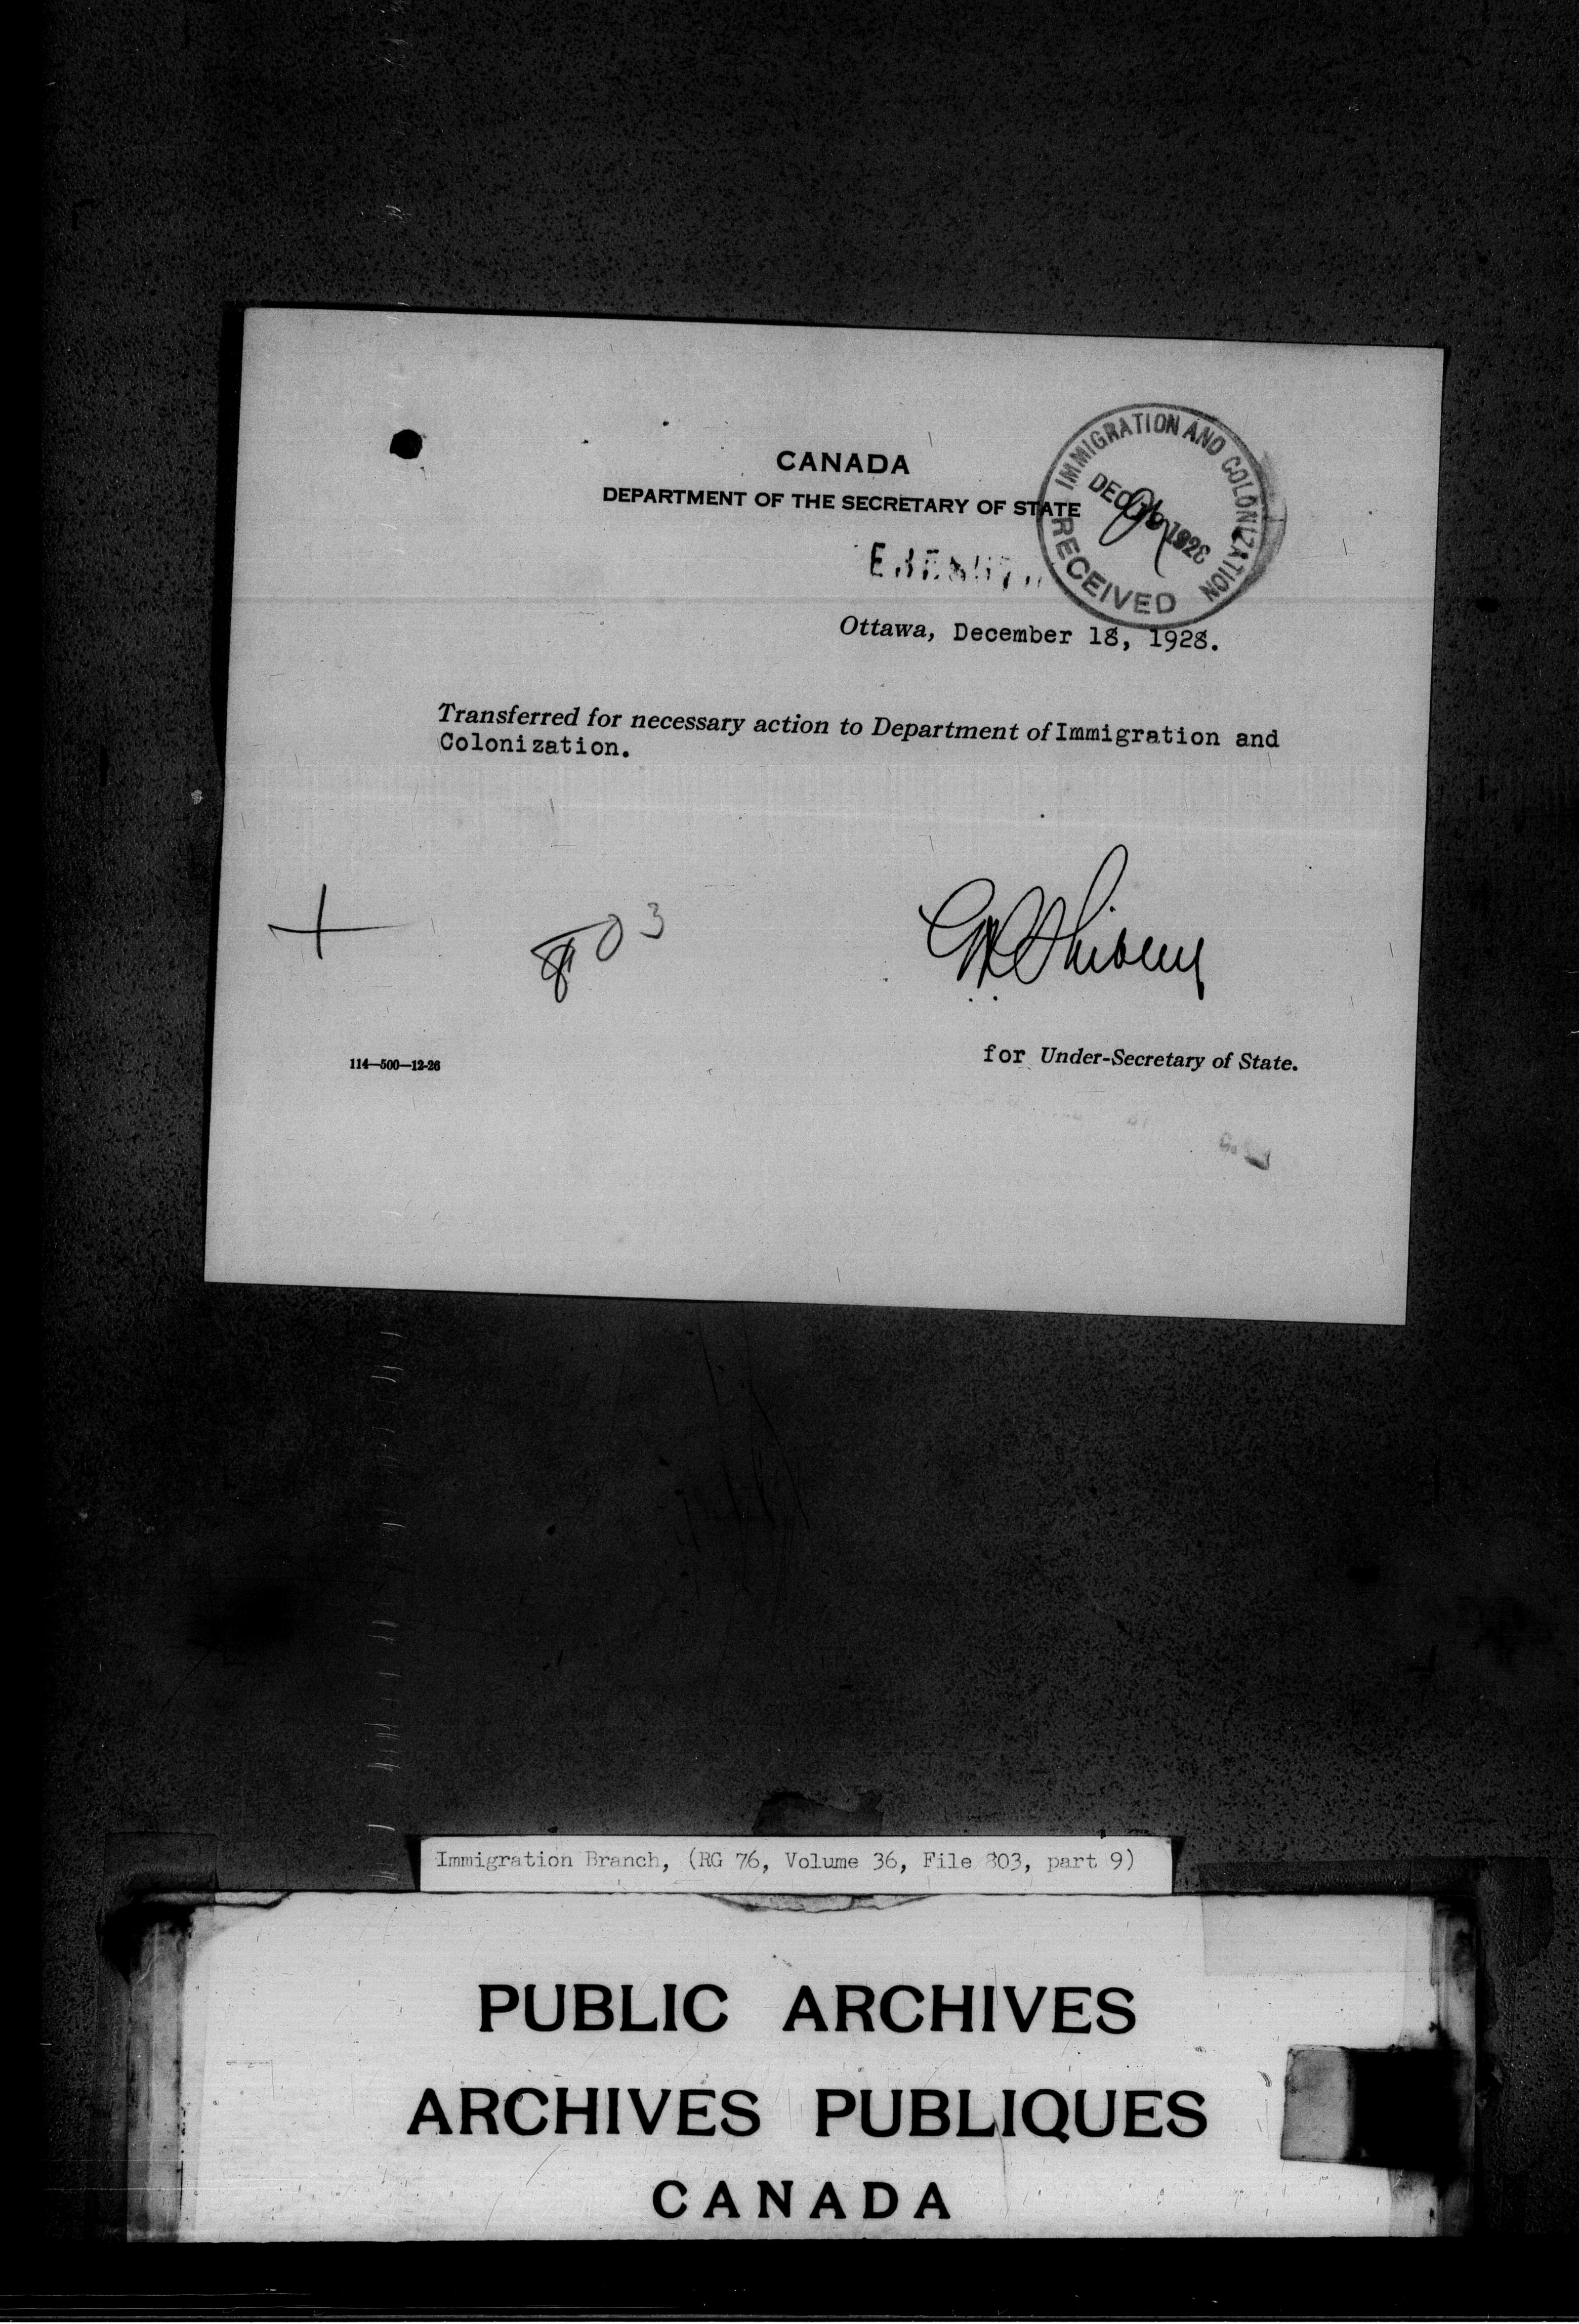 CANADA
DEPARTMENT OF THE SECRETARY OF STATE
IMMIGRATION AND COLONIZATION
DEC 19 1928
RECEIVED
Ottawa, December 18, 1928.
Transferred for necessary action to Department of Immigration and
Colonization.
803
for Under-Secretary of State.
114—500—12-26
Immigration Branch, (RG 76, Volume 36, File 803, part 9)
PUBLIC ARCHIVES
ARCHIVES PUBLIQUES
CANADA